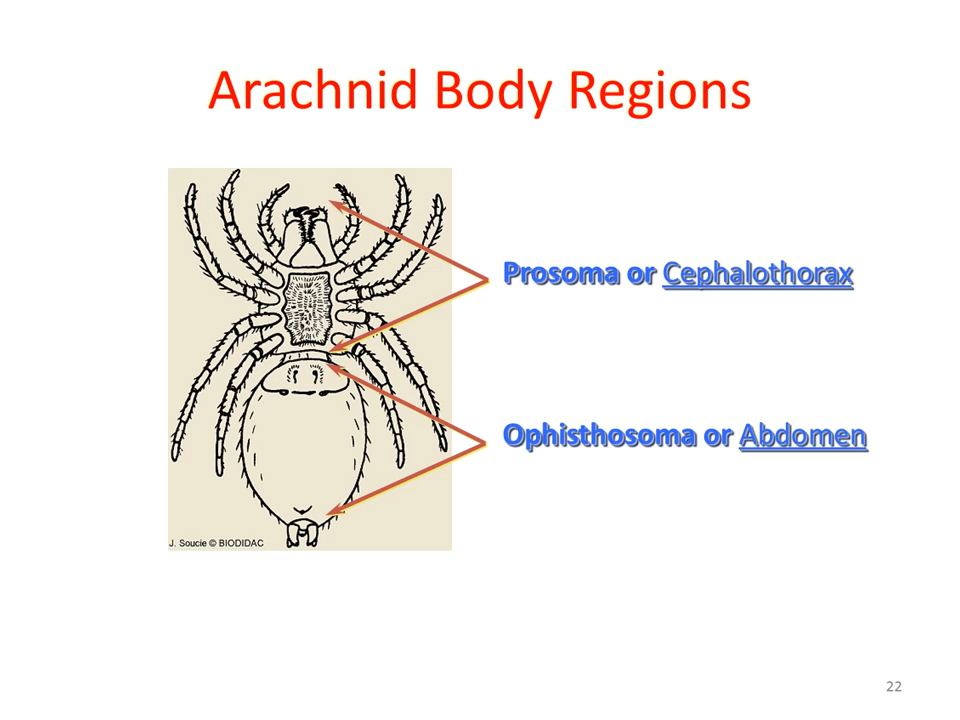 Arachnid Body Regions
Prosoma or Cephalothorax
Ophisthosoma or Abdomen
J. Soucie © BIODIDAC
22